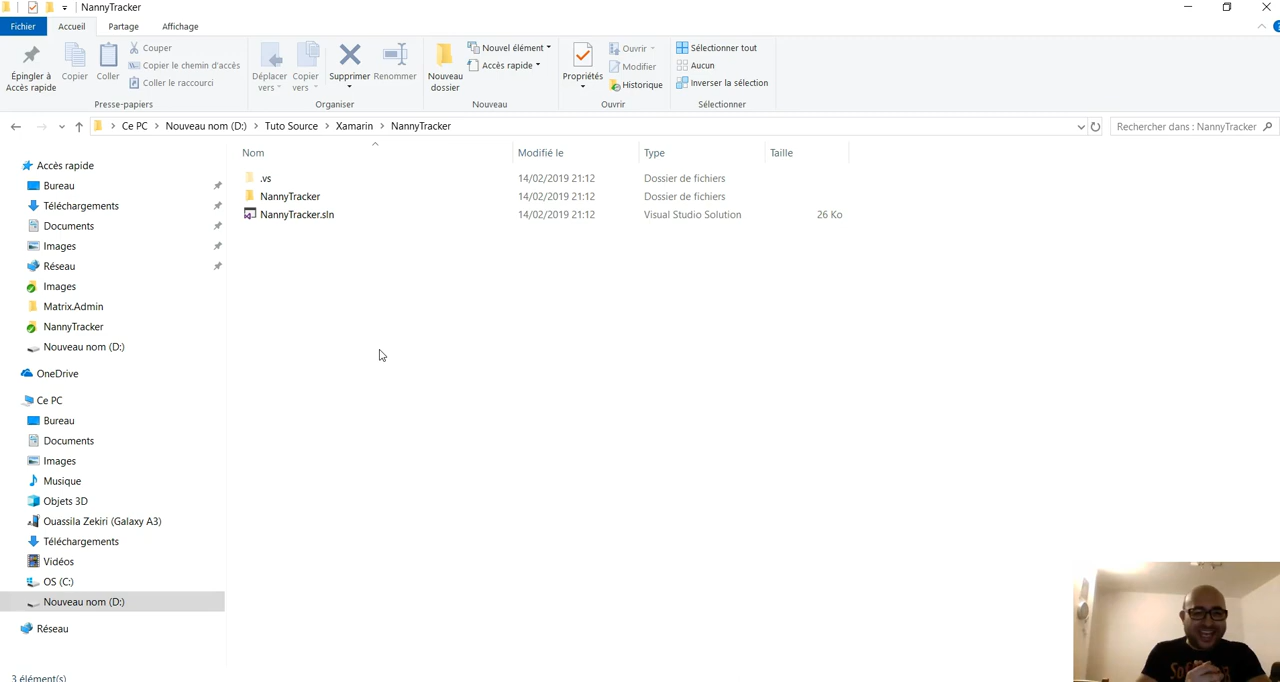 NannyTracker
Fichier Accueil Partage Affichage
Épingler à Accès rapide
Copier
Coller
Couper
Copier le chemin d'accès
Coller le raccourci
Presse-papiers
Déplacer vers
Copier vers
Supprimer
Renommer
Organiser
Nouveau dossier
Nouvel élément
Accès rapide
Nouveau
Propriétés
Ouvrir
Modifier
Historique
Ouvrir
Sélectionner tout
Aucun
Inverser la sélection
Sélectionner
Ce PC > Nouveau nom (D:) > Tuto Source > Xamarin > NannyTracker
Rechercher dans : NannyTracker
Nom Modifié le Type Taille
.vs 14/02/2019 21:12 Dossier de fichiers
NannyTracker 14/02/2019 21:12 Dossier de fichiers
NannyTracker.sln 14/02/2019 21:12 Visual Studio Solution 26 Ko
Accès rapide
Bureau
Téléchargements
Documents
Images
Réseau
Images
Matrix.Admin
NannyTracker
Nouveau nom (D:)
OneDrive
Ce PC
Bureau
Documents
Images
Musique
Objets 3D
Ouassila Zekiri (Galaxy A3)
Téléchargements
Vidéos
OS (C:)
Nouveau nom (D:)
Réseau
3 élément(s)